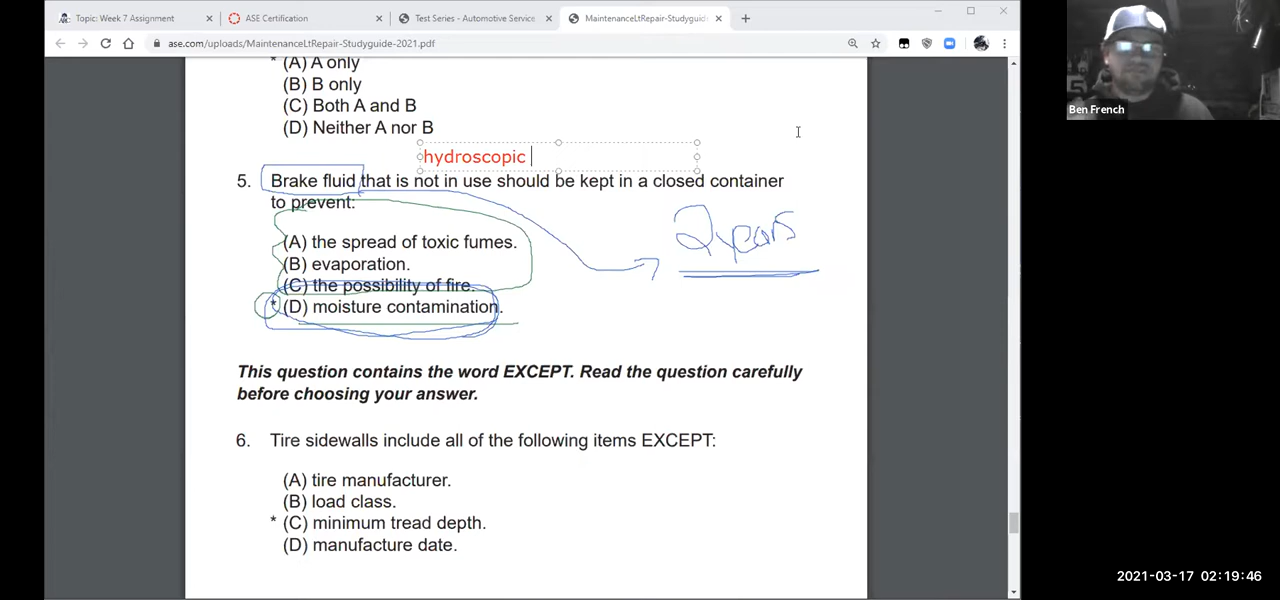 Topic: Week 7 Assignment
ASE Certification
Test Series - Automotive Service
MaintenanceLtRepair-Studyguid
ase.com/uploads/MaintenanceLtRepair-Studyguide-2021.pdf
* (A) A only
(B) B only
(C) Both A and B
(D) Neither A nor B
hydroscopic
5. Brake fluid that is not in use should be kept in a closed container
to prevent:
2 years
(A) the spread of toxic fumes.
(B) evaporation.
(C) the possibility of fire.
* (D) moisture contamination.
This question contains the word EXCEPT. Read the question carefully
before choosing your answer.
6. Tire sidewalls include all of the following items EXCEPT:
(A) tire manufacturer.
(B) load class.
* (C) minimum tread depth.
(D) manufacture date.
Ben French
2021-03-17 02:19:46